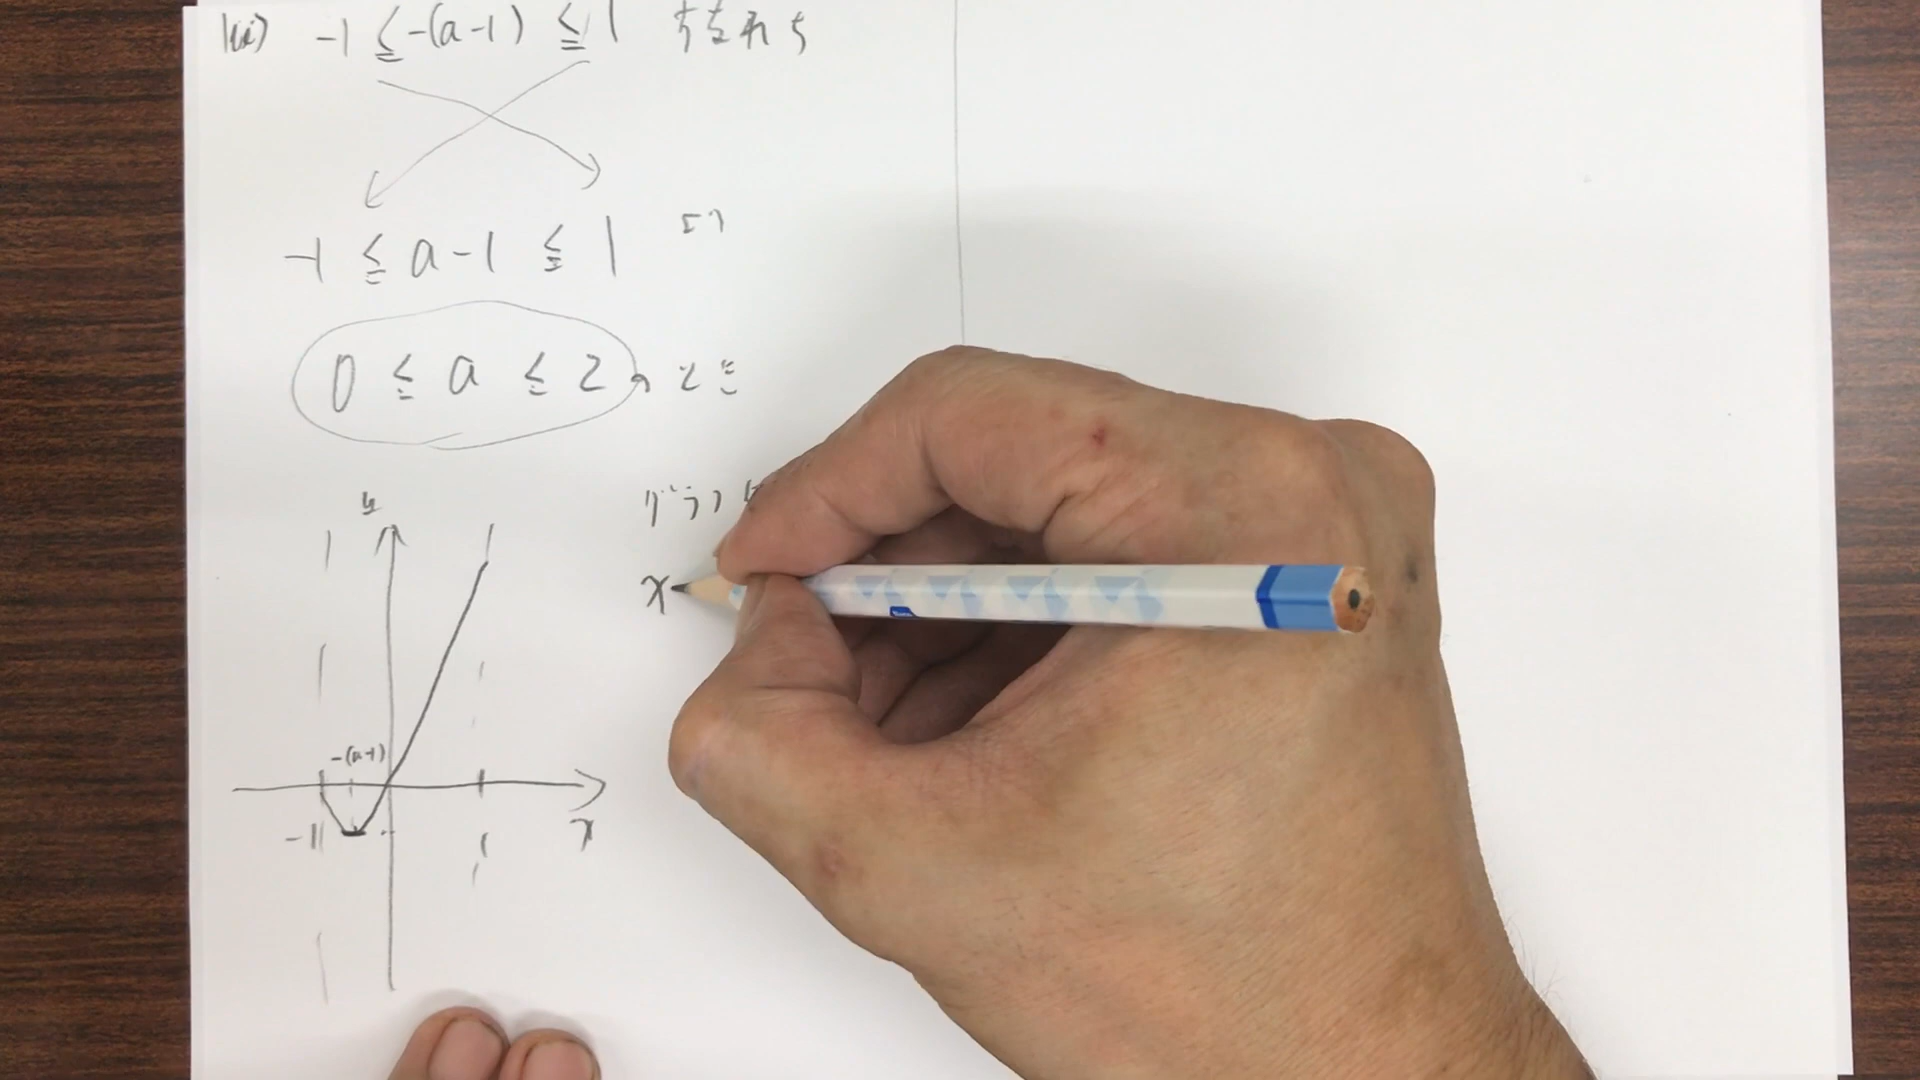 (ii) -1 ≦ -(a-1) ≦ 1 すなわち
-1 ≦ a-1 ≦ 1 より
0 ≦ a ≦ 2 のとき
グラフよ
x
y
-(a-1)
-1 1
x